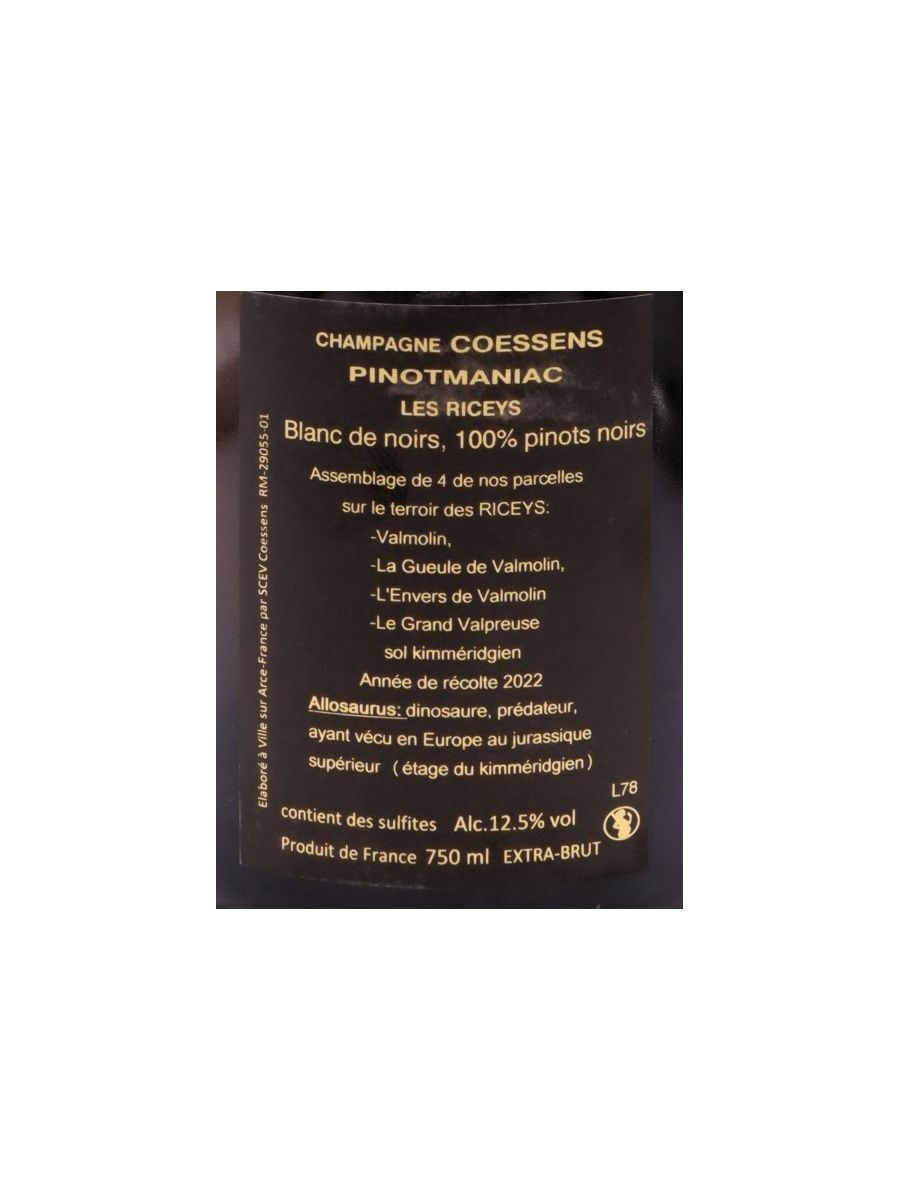 CHAMPAGNE COESSENS
PINOTMANIAC
LES RICEYS
Blanc de noirs, 100% pinots noirs
Assemblage de 4 de nos parcelles
sur le terroir des RICEYS:
-Valmolin,
-La Gueule de Valmolin,
-L'Envers de Valmolin
-Le Grand Valpreuse
sol kimméridgien
Année de récolte 2022
Allosaurus: dinosaure, prédateur,
ayant vécu en Europe au jurassique
supérieur (étage du kimméridgien)
L78
contient des sulfites Alc.12.5% vol
Produit de France 750 ml EXTRA-BRUT
Elaboré à Ville sur Arce-France par SCEV Coessens RM-29055-01